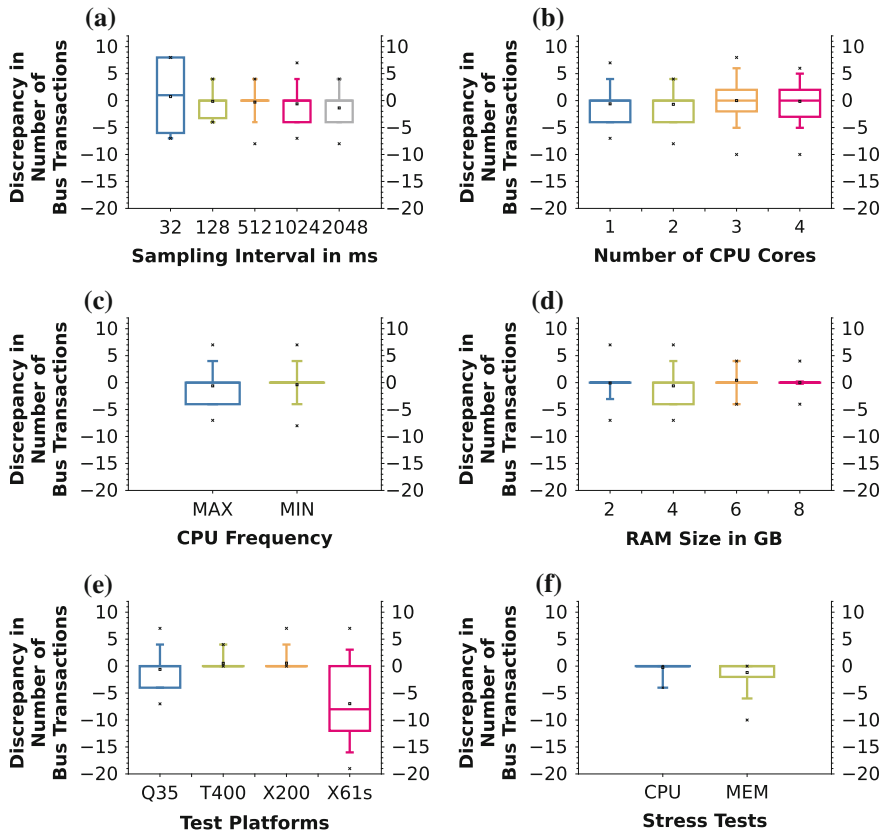 (a)
Discrepancy in
Number of
Bus Transactions
10
5
0
−5
−10
−15
−20
10
5
0
−5
−10
−15
−20
32 128 512 1024 2048
Sampling Interval in ms
(b)
Discrepancy in
Number of
Bus Transactions
10
5
0
−5
−10
−15
−20
10
5
0
−5
−10
−15
−20
1 2 3 4
Number of CPU Cores
(c)
Discrepancy in
Number of
Bus Transactions
10
5
0
−5
−10
−15
−20
10
5
0
−5
−10
−15
−20
MAX MIN
CPU Frequency
(d)
Discrepancy in
Number of
Bus Transactions
10
5
0
−5
−10
−15
−20
10
5
0
−5
−10
−15
−20
2 4 6 8
RAM Size in GB
(e)
Discrepancy in
Number of
Bus Transactions
10
5
0
−5
−10
−15
−20
10
5
0
−5
−10
−15
−20
Q35 T400 X200 X61s
Test Platforms
(f)
Discrepancy in
Number of
Bus Transactions
10
5
0
−5
−10
−15
−20
10
5
0
−5
−10
−15
−20
CPU MEM
Stress Tests